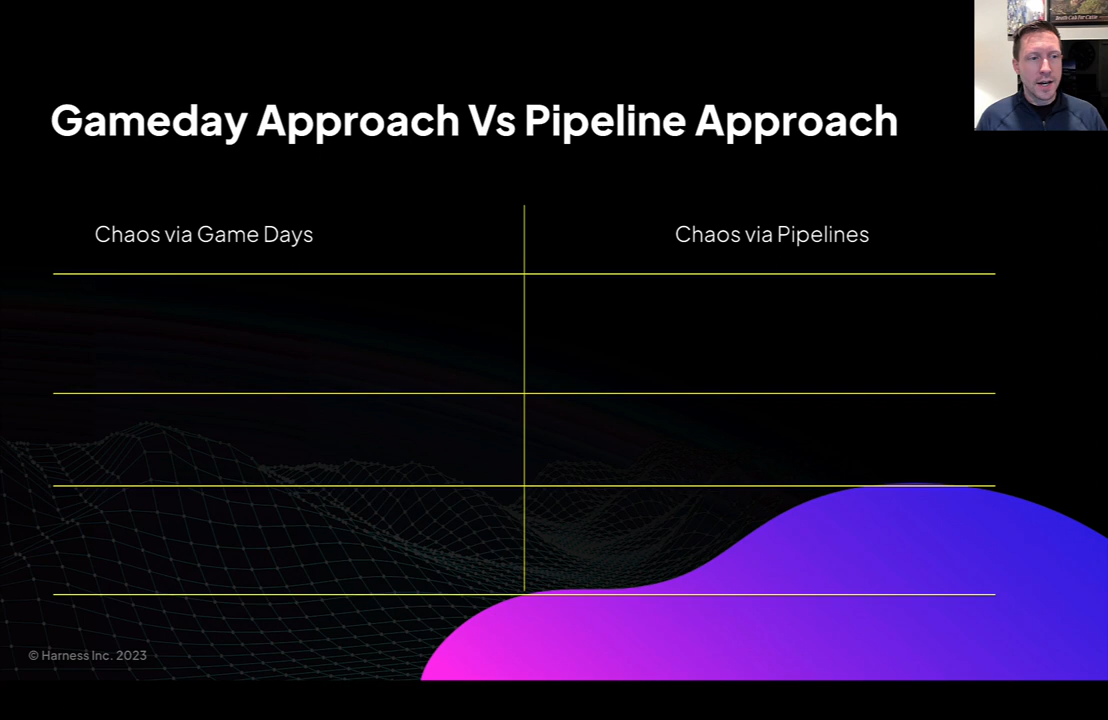 Gameday Approach Vs Pipeline Approach
Chaos via Game Days
Chaos via Pipelines
© Harness Inc. 2023